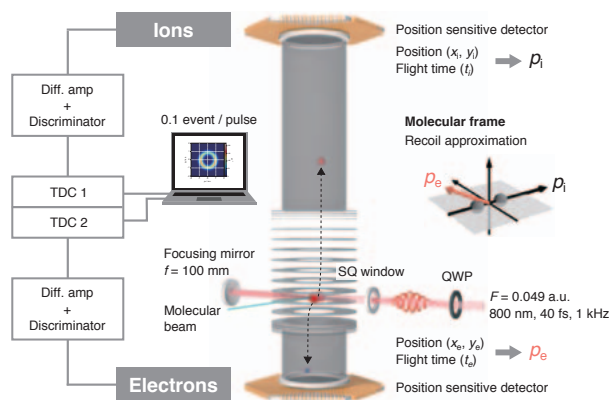 Ions
Position sensitive detector
Position (xᵢ, yᵢ)
Flight time (tᵢ)
pᵢ
Diff. amp
+
Discriminator
0.1 event / pulse
Molecular frame
Recoil approximation
pₑ
pᵢ
TDC 1
TDC 2
Focusing mirror
f = 100 mm
SQ window
QWP
Diff. amp
+
Discriminator
Molecular
beam
F = 0.049 a.u.
800 nm, 40 fs, 1 kHz
Position (xₑ, yₑ)
Flight time (tₑ)
pₑ
Electrons
Position sensitive detector